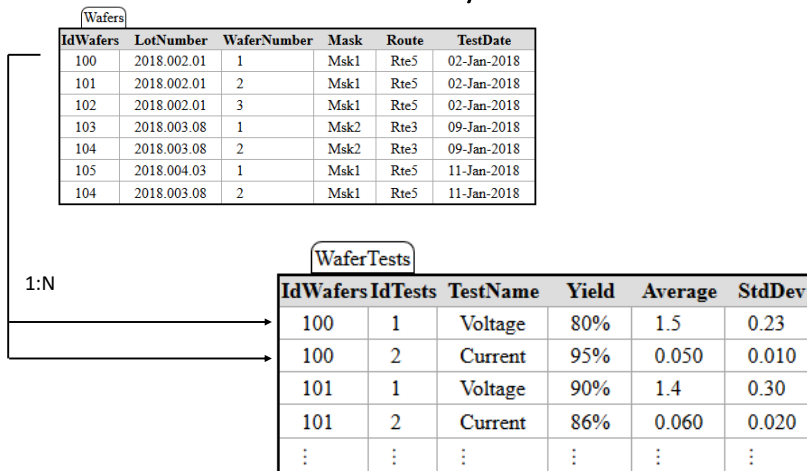 Wafers
IdWafers LotNumber WaferNumber Mask Route TestDate
100 2018.002.01 1 Msk1 Rte5 02-Jan-2018
101 2018.002.01 2 Msk1 Rte5 02-Jan-2018
102 2018.002.01 3 Msk1 Rte5 02-Jan-2018
103 2018.003.08 1 Msk2 Rte3 09-Jan-2018
104 2018.003.08 2 Msk2 Rte3 09-Jan-2018
105 2018.004.03 1 Msk1 Rte5 11-Jan-2018
104 2018.003.08 2 Msk1 Rte5 11-Jan-2018
1:N
WaferTests
IdWafers IdTests TestName Yield Average StdDev
100 1 Voltage 80% 1.5 0.23
100 2 Current 95% 0.050 0.010
101 1 Voltage 90% 1.4 0.30
101 2 Current 86% 0.060 0.020
⋮ ⋮ ⋮ ⋮ ⋮ ⋮